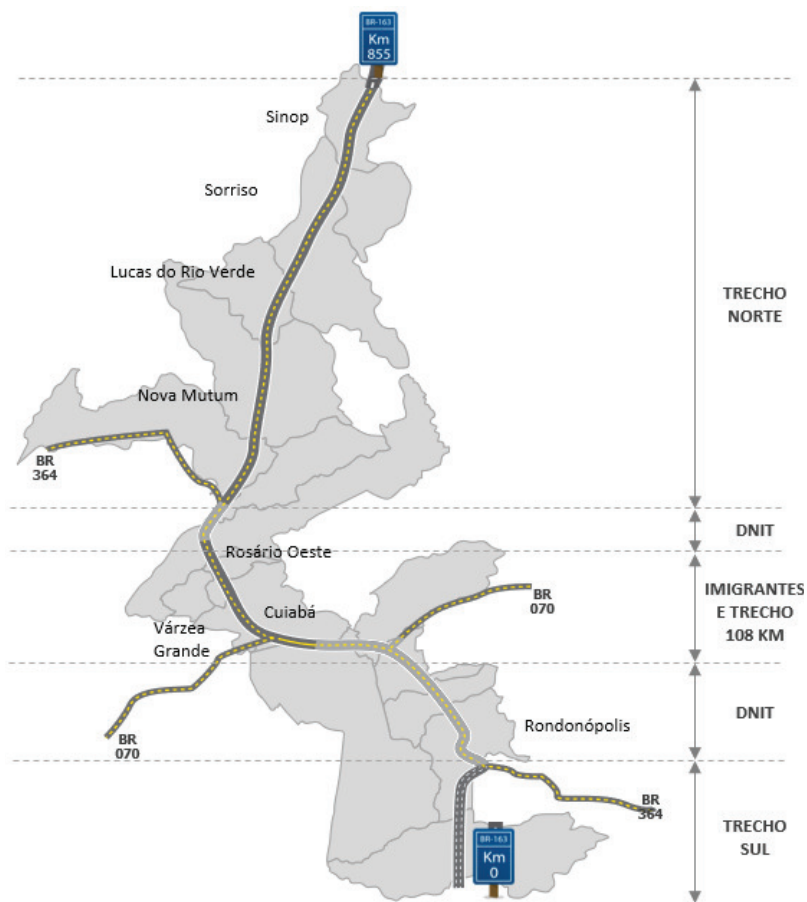 BR-163
Km
855
Sinop
Sorriso
Lucas do Rio Verde
TRECHO
NORTE
Nova Mutum
BR
364
DNIT
Rosário Oeste
IMIGRANTES
E TRECHO
108 KM
BR
070
Cuiabá
Várzea
Grande
DNIT
Rondonópolis
BR
070
BR
364
TRECHO
SUL
BR-163
Km
0